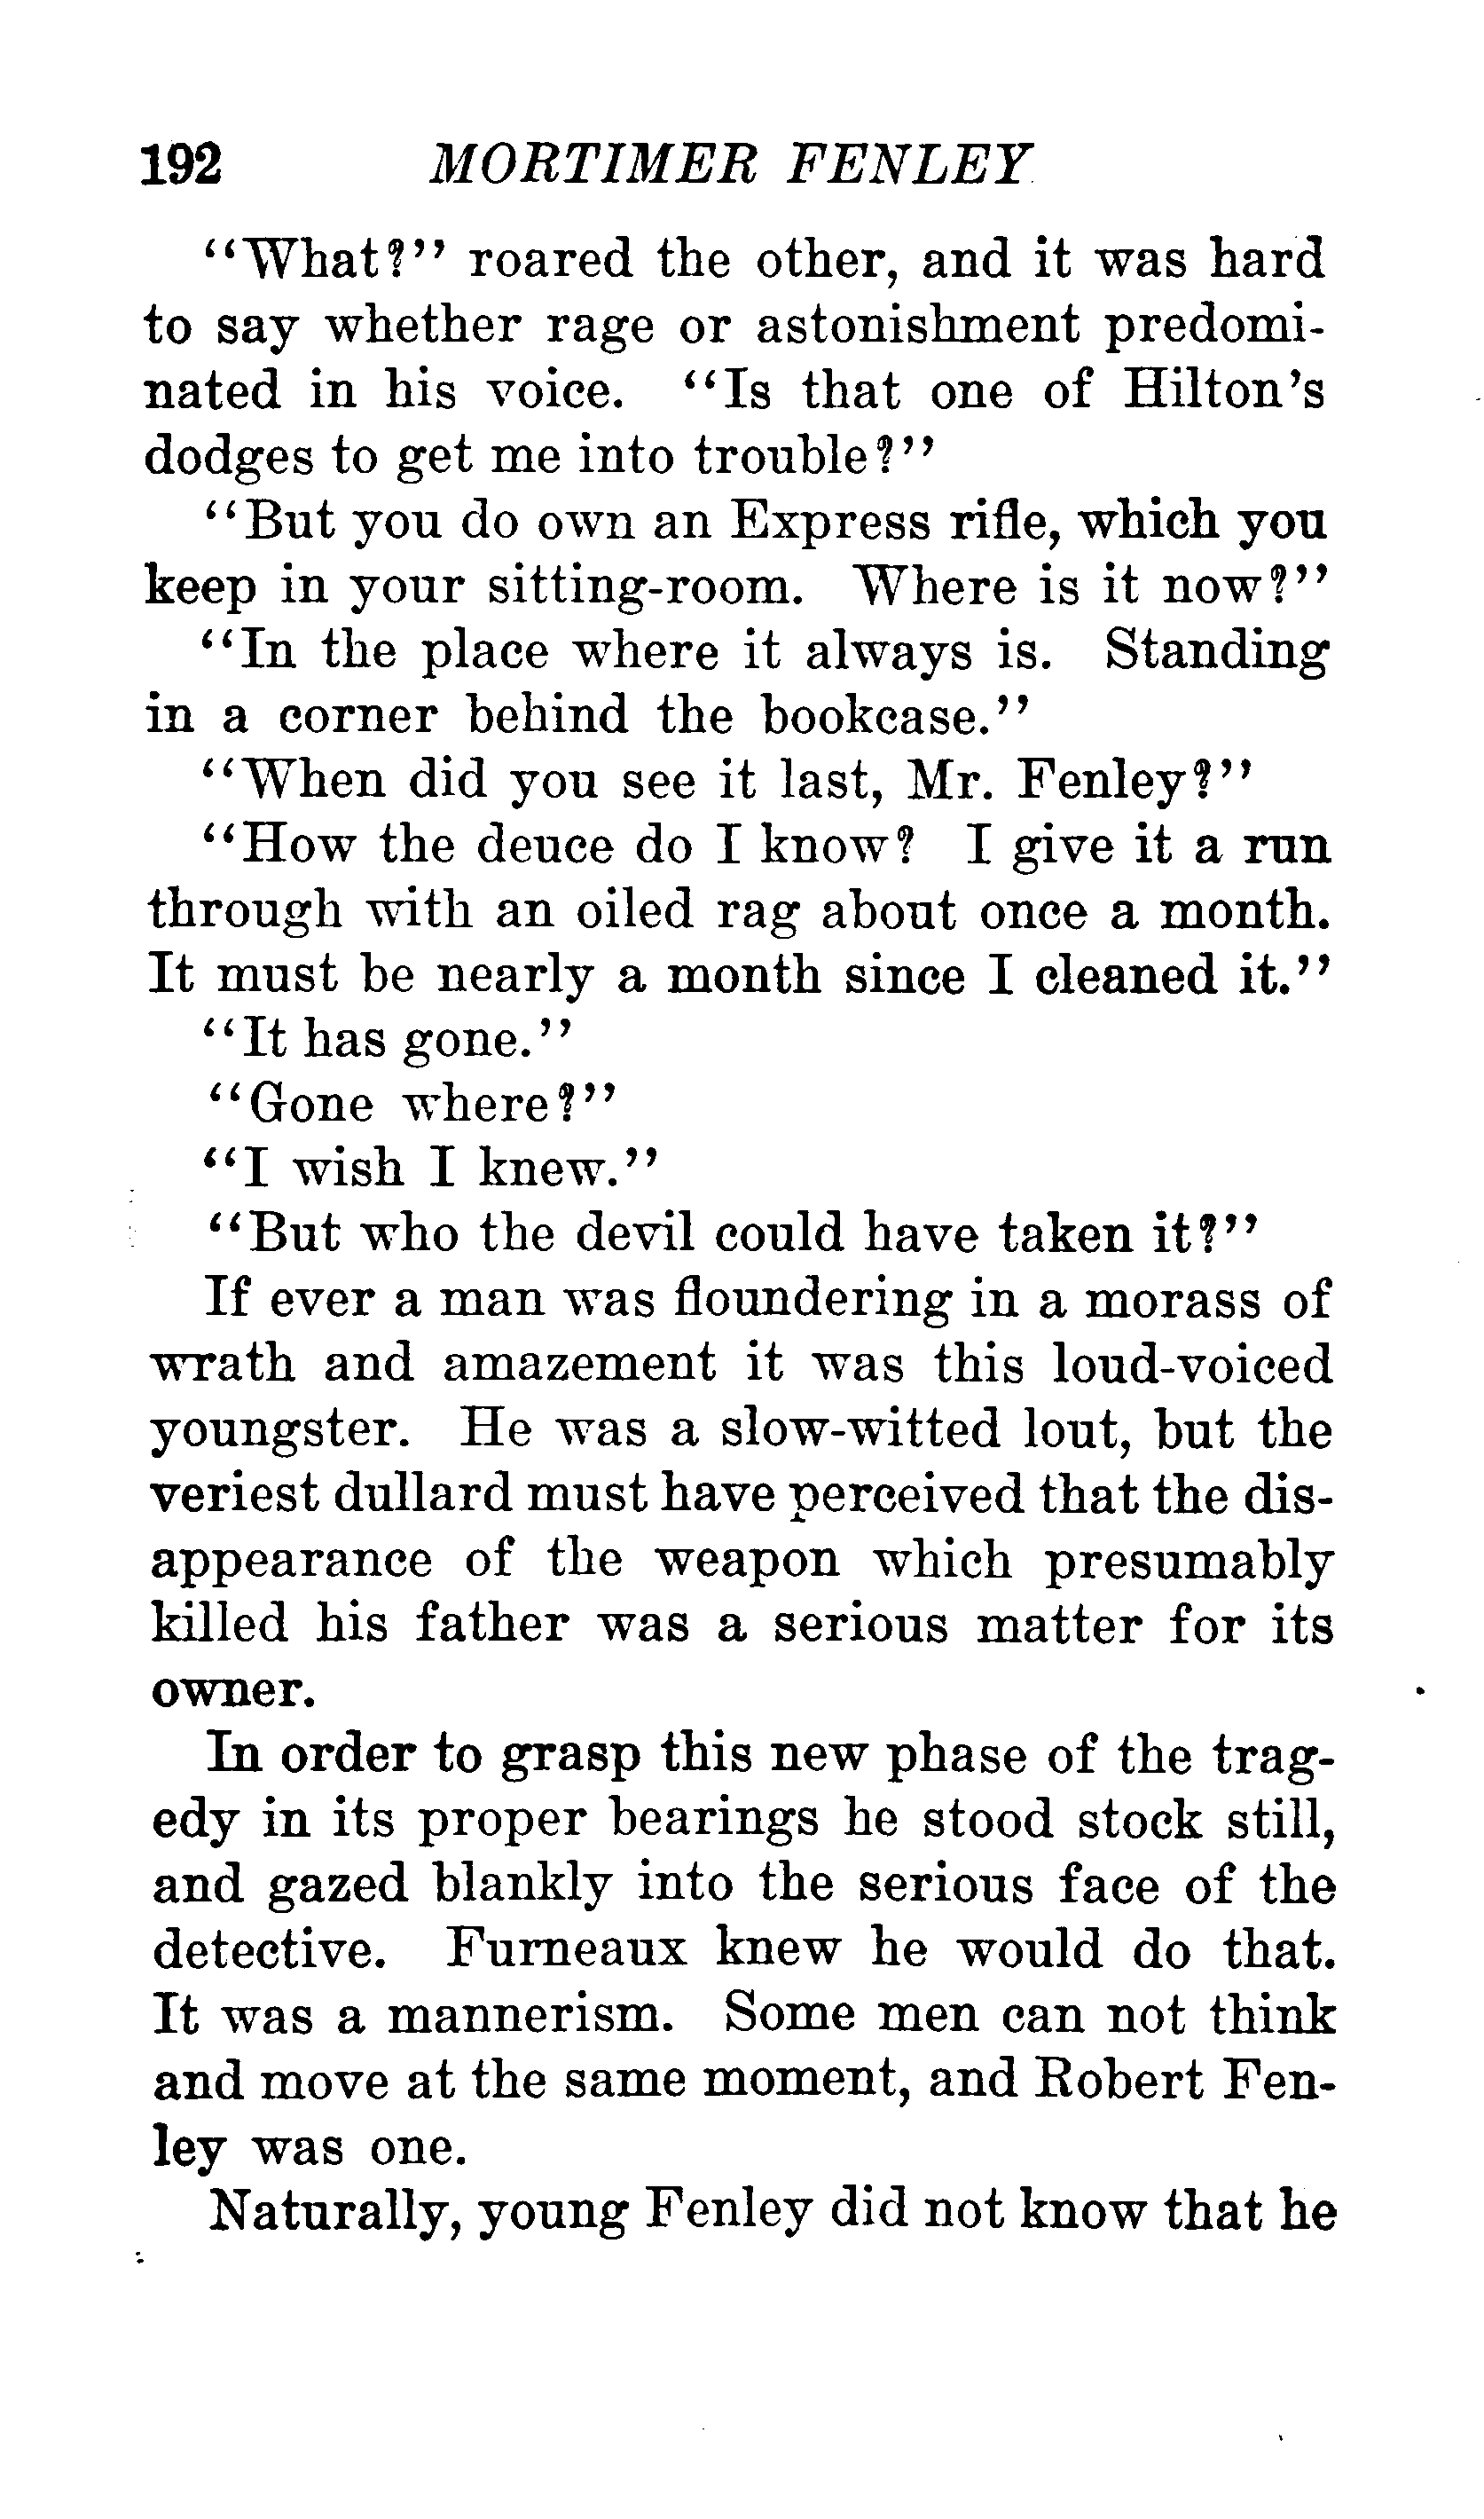 192 MORTIMER FENLEY
"What?" roared the other, and it was hard
to say whether rage or astonishment predomi-
nated in his voice. "Is that one of Hilton's
dodges to get me into trouble?"
"But you do own an Express rifle, which you
keep in your sitting-room. Where is it now?"
"In the place where it always is. Standing
in a corner behind the bookcase."
"When did you see it last, Mr. Fenley?"
"How the deuce do I know? I give it a run
through with an oiled rag about once a month.
It must be nearly a month since I cleaned it."
"It has gone."
"Gone where?"
"I wish I knew."
"But who the devil could have taken it?"
If ever a man was floundering in a morass of
wrath and amazement it was this loud-voiced
youngster. He was a slow-witted lout, but the
veriest dullard must have perceived that the dis-
appearance of the weapon which presumably
killed his father was a serious matter for its
owner.
In order to grasp this new phase of the trag-
edy in its proper bearings he stood stock still,
and gazed blankly into the serious face of the
detective. Furneaux knew he would do that.
It was a mannerism. Some men can not think
and move at the same moment, and Robert Fen-
ley was one.
Naturally, young Fenley did not know that he